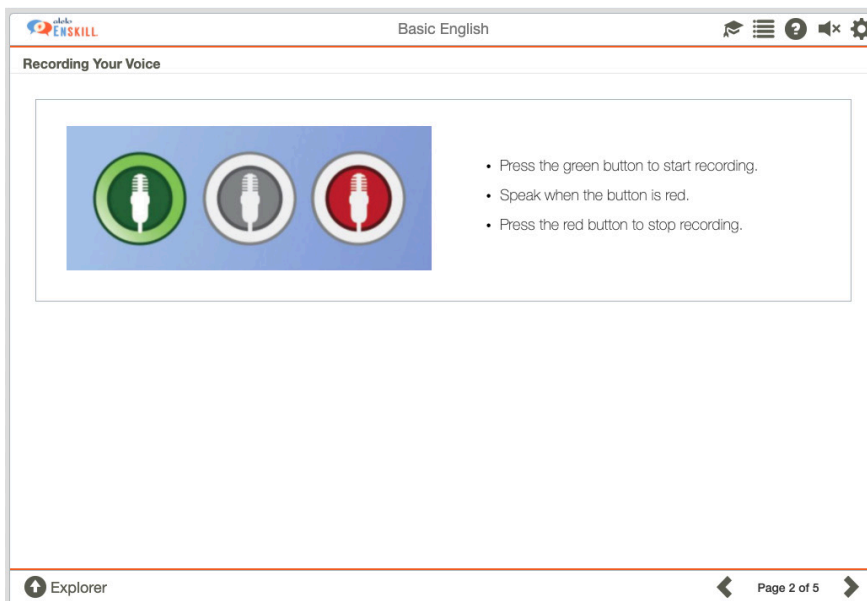 alelo
ENSKILL
Basic English
?
Recording Your Voice
• Press the green button to start recording.
• Speak when the button is red.
• Press the red button to stop recording.
Explorer
Page 2 of 5